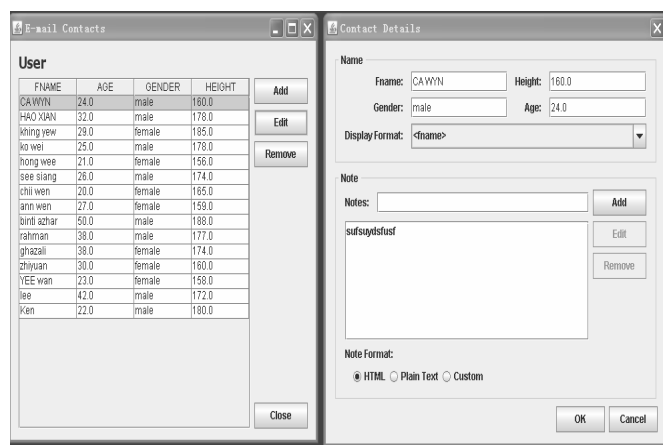 E-mail Contacts
User
FNAME AGE GENDER HEIGHT
CA WYN 24.0 male 160.0
HAO XIAN 32.0 male 178.0
khing yew 29.0 female 185.0
ko wei 25.0 male 178.0
hong wee 21.0 female 156.0
see siang 26.0 male 174.0
chii wen 20.0 female 165.0
ann wen 27.0 female 159.0
binti azhar 50.0 male 188.0
rahman 38.0 male 177.0
ghazali 38.0 female 174.0
zhiyuan 30.0 female 160.0
YEE wan 23.0 female 158.0
lee 42.0 male 172.0
Ken 22.0 male 180.0
Add
Edit
Remove
Close
Contact Details
Name
Fname: CA WYN Height: 160.0
Gender: male Age: 24.0
Display Format: <fname>
Note
Notes: Add
sufsuydsfusf
Edit
Remove
Note Format:
HTML Plain Text Custom
OK Cancel